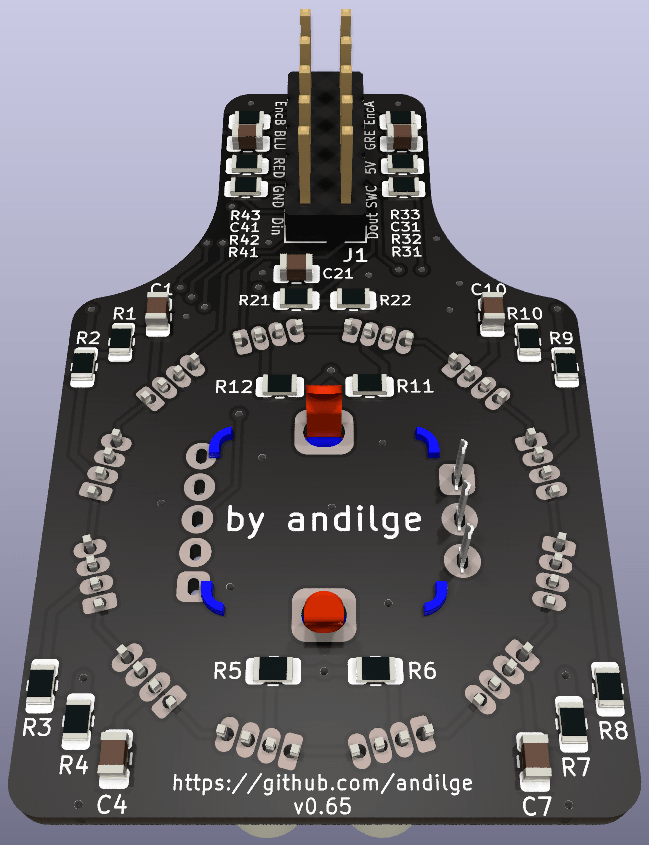 EncB BLU RED GND Din
EncA GRE 5V SWC Dout
R43
C41
R42
R41
R33
C31
R32
R31
J1
C21
C1
C10
R21
R22
R1
R10
R2
R9
R12
R11
by andilge
R5
R6
R3
R8
R4
R7
C4
C7
https://github.com/andilge
v0.65